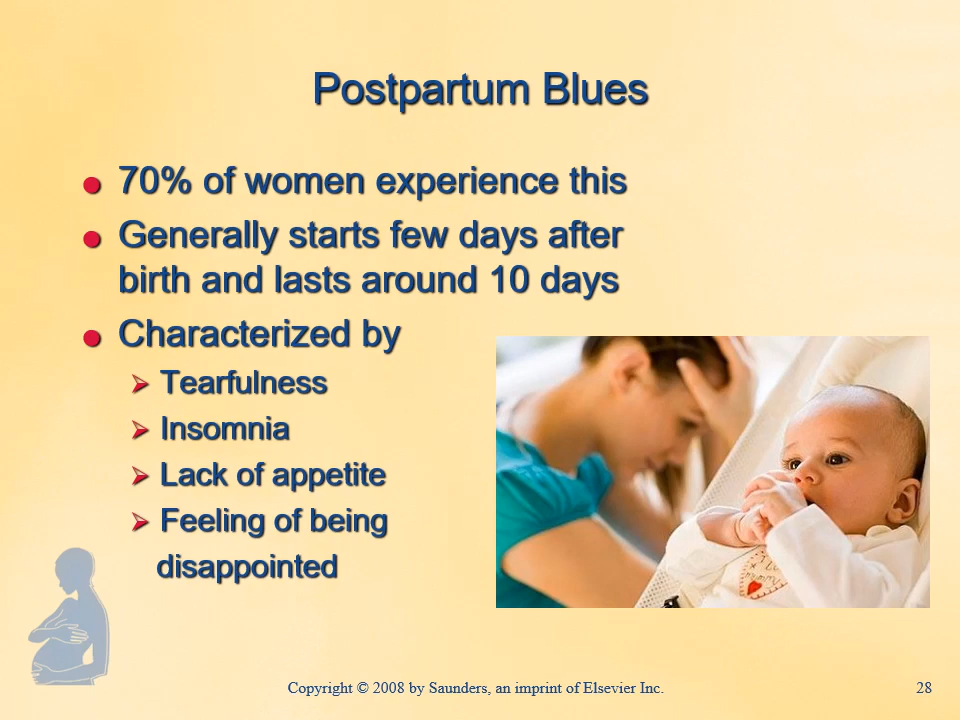 Postpartum Blues
70% of women experience this
Generally starts few days after
birth and lasts around 10 days
Characterized by
Tearfulness
Insomnia
Lack of appetite
Feeling of being
disappointed
Copyright © 2008 by Saunders, an imprint of Elsevier Inc.
28